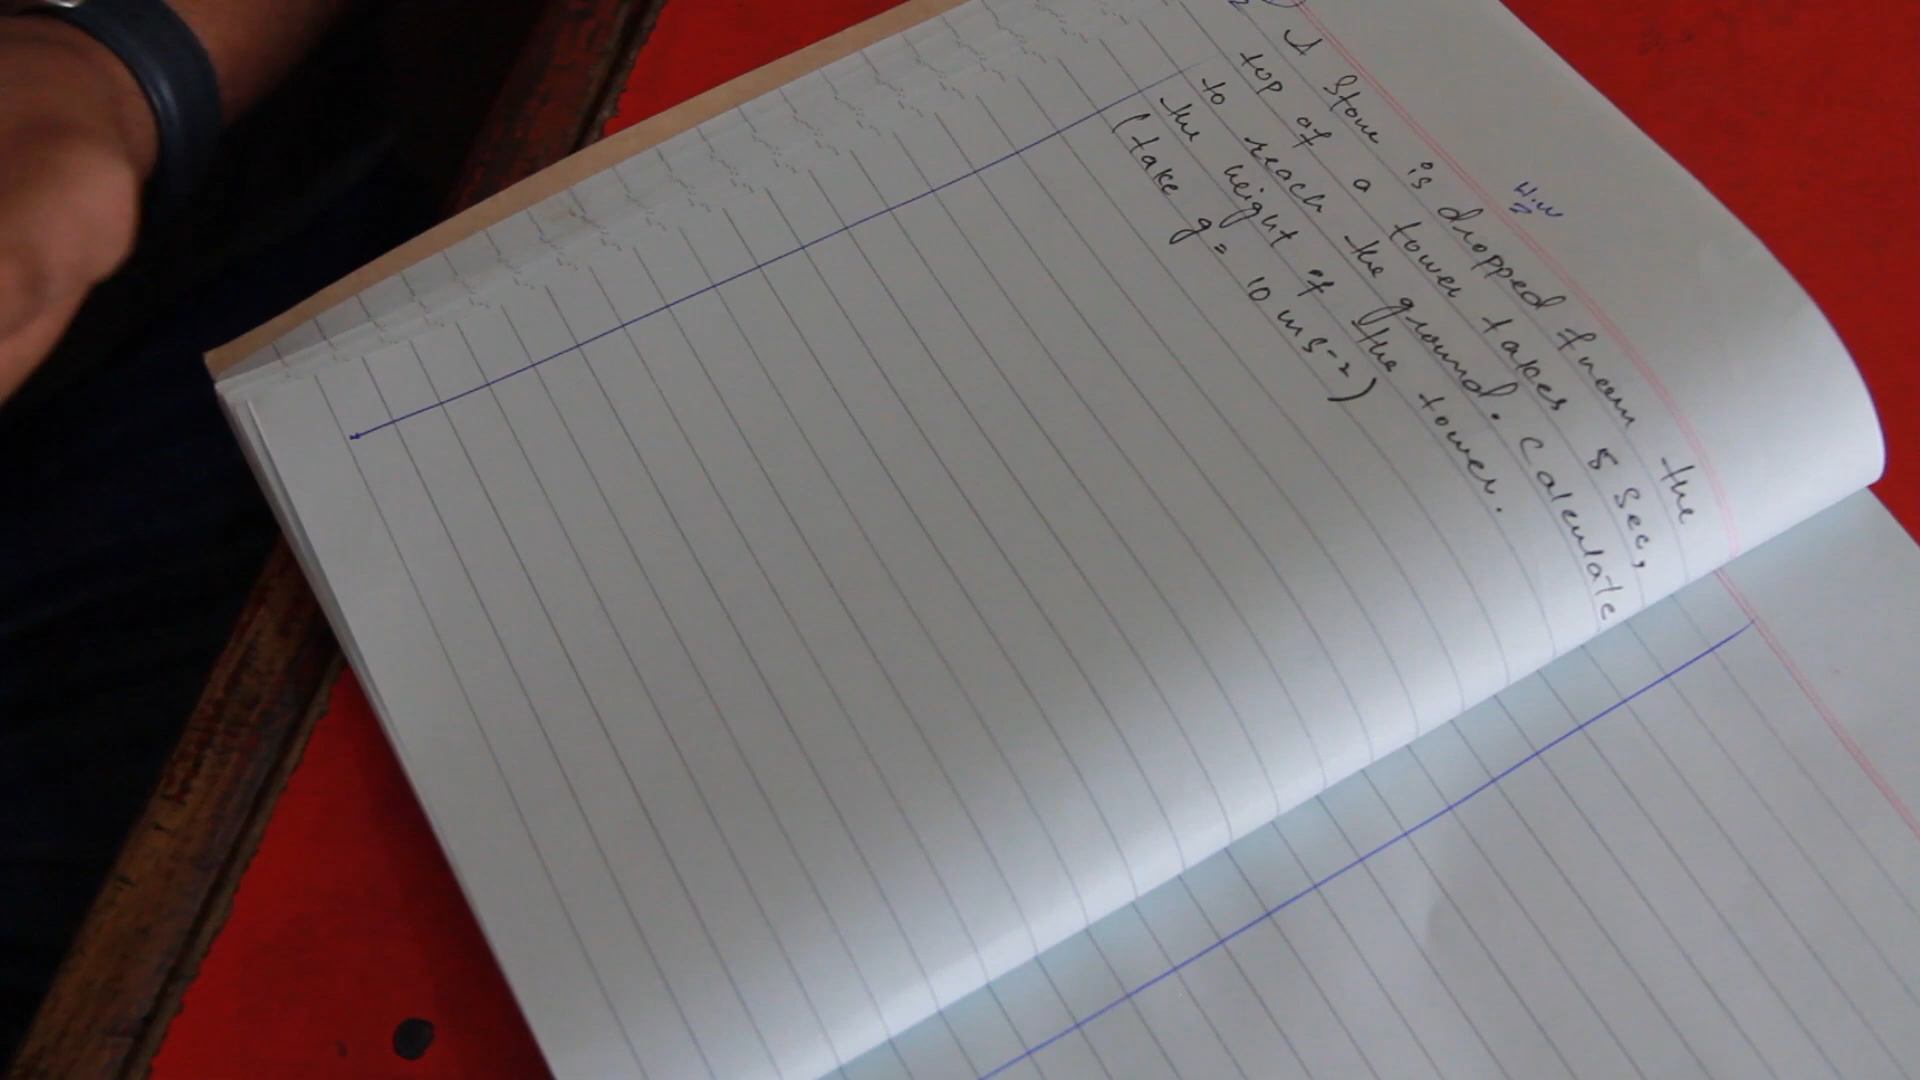 H.W
A Stone is dropped from the
top of a tower takes 5 Sec,
to reach the ground. Calculate
the height of the tower.
(take g = 10 ms-2)